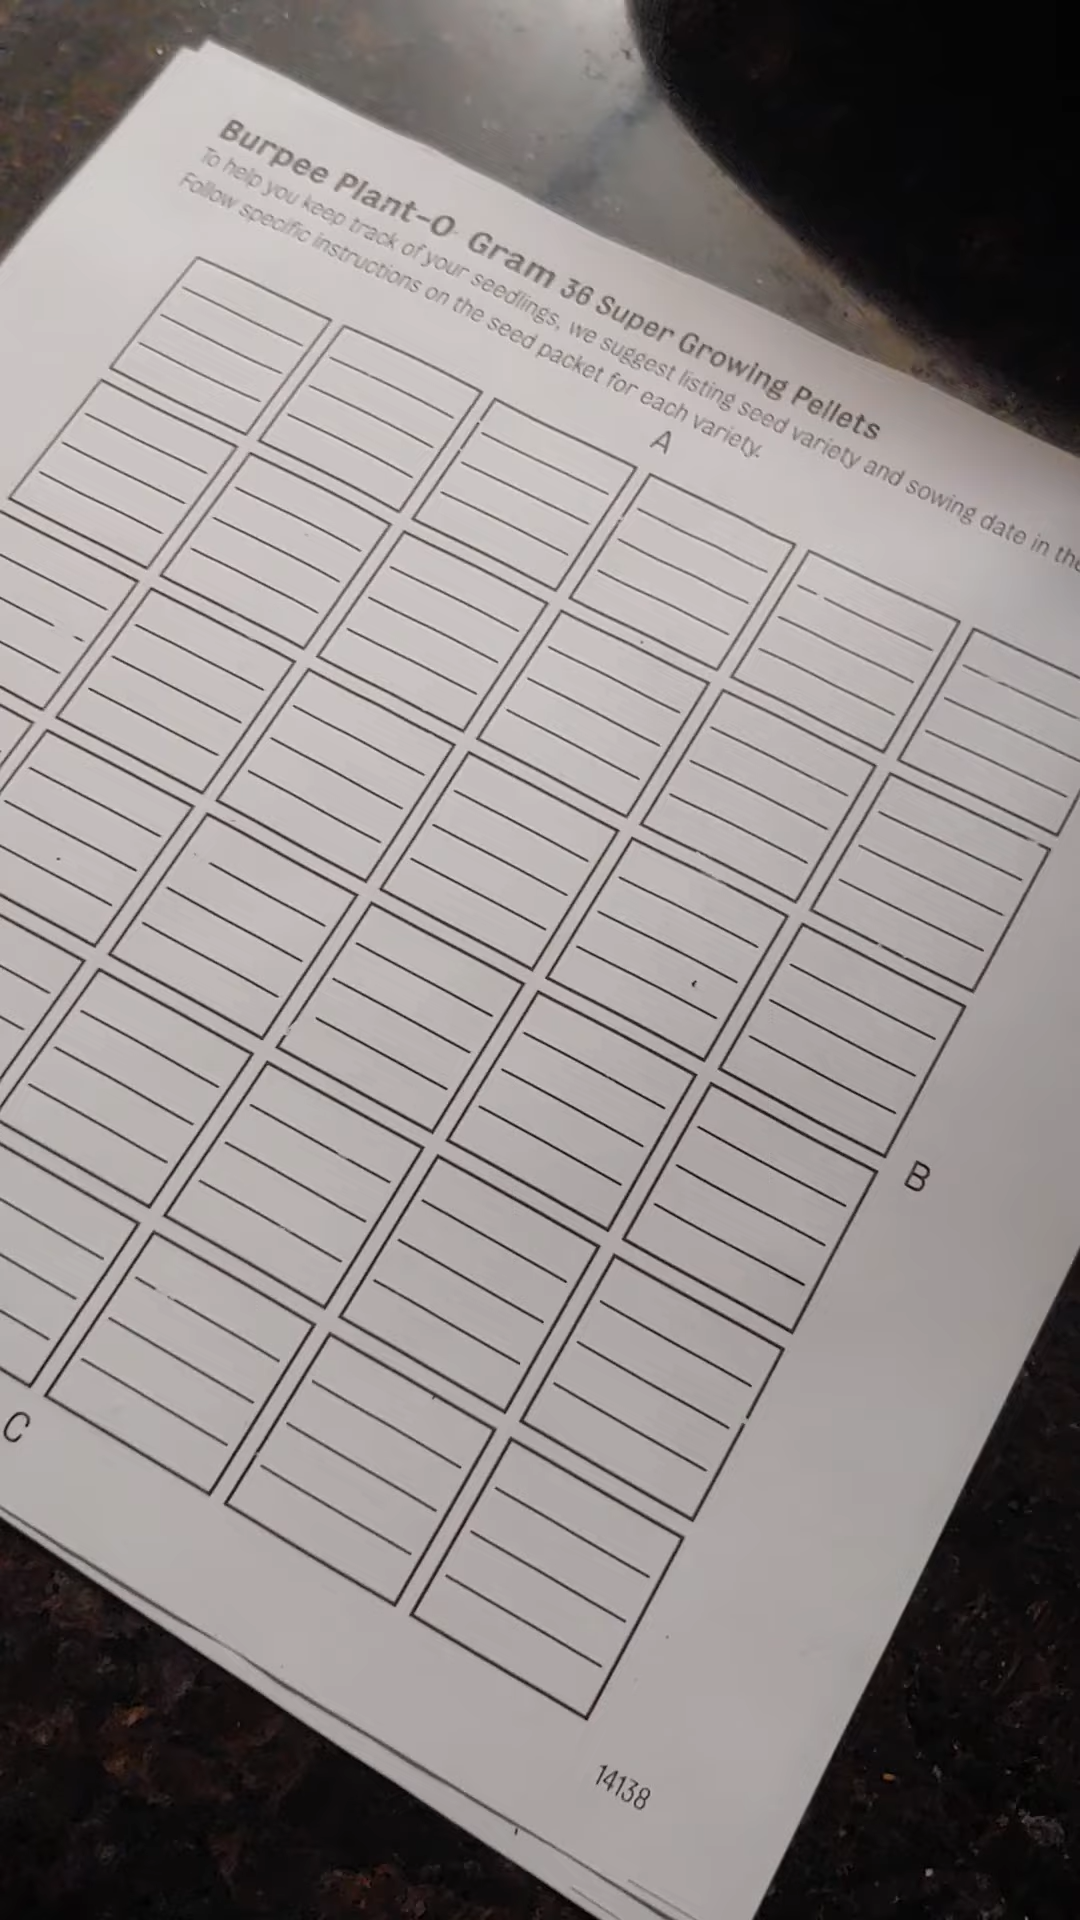 Burpee Plant-O Gram 36 Super Growing Pellets
To help you keep track of your seedlings, we suggest listing seed variety and sowing date in the
Follow specific instructions on the seed packet for each variety.
A
B
C
14138